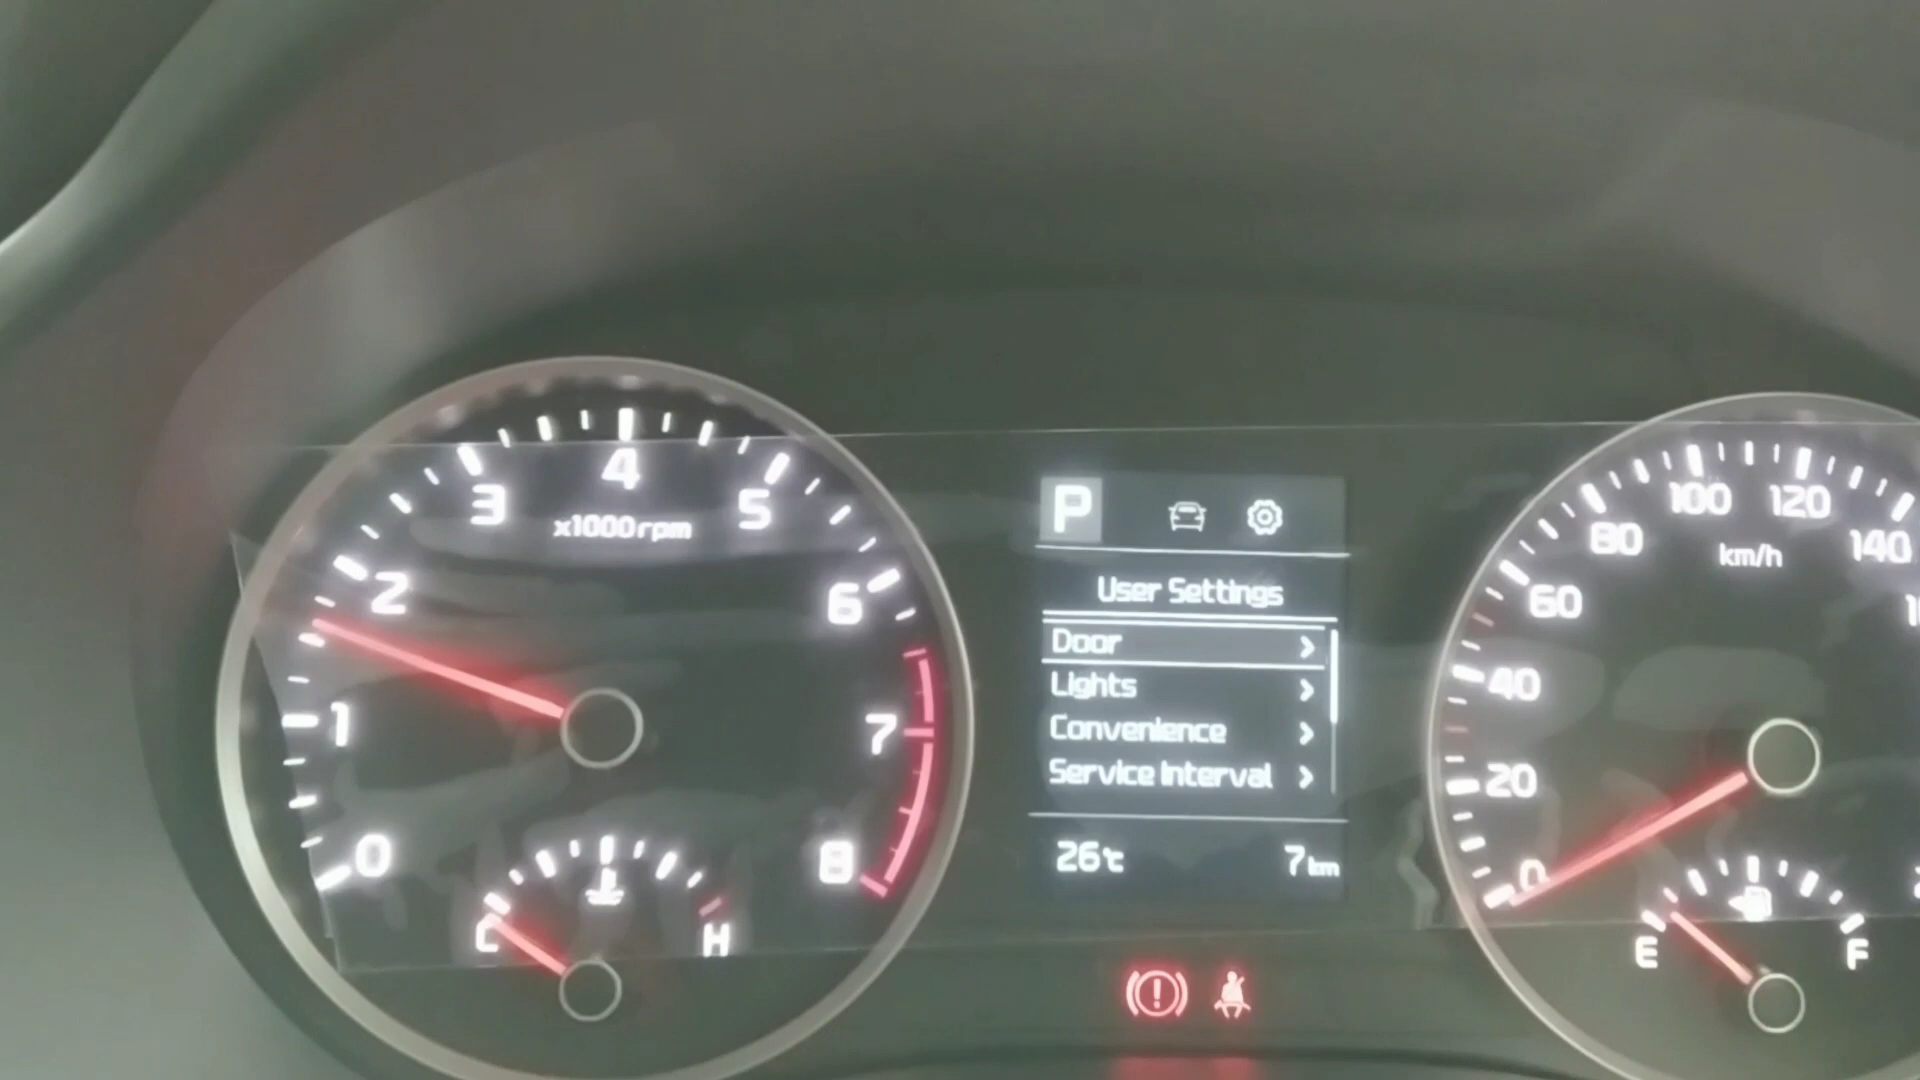 0 1 2 3 4 5 6 7 8
x1000rpm
C H
P
User Settings
Door
Lights
Convenience
Service Interval
26℃ 7km
0 20 40 60 80 100 120 140
km/h
E F